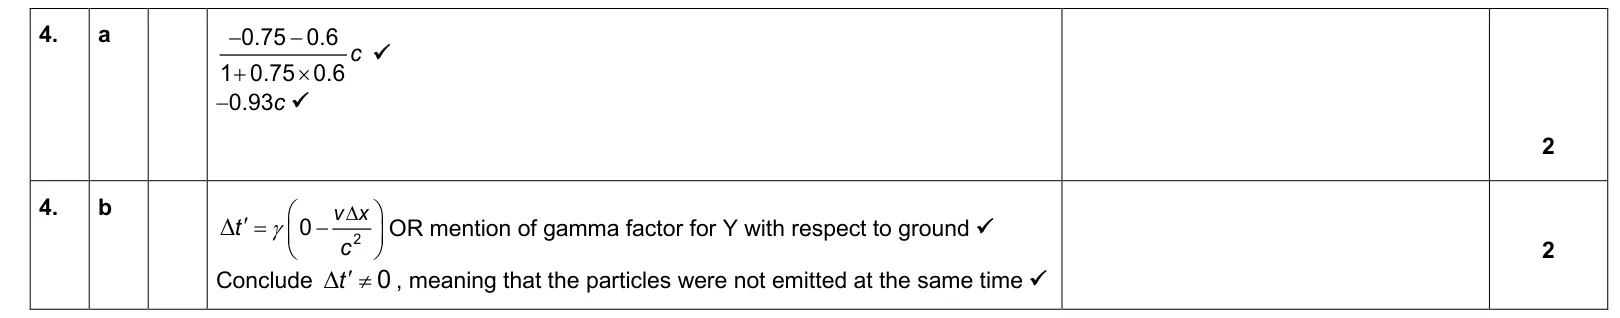 4. a
−0.75 − 0.6
1+ 0.75 × 0.6
c ✓
−0.93c ✓
2
4. b
Δt′ = γ(0 − vΔx/c²) OR mention of gamma factor for Y with respect to ground ✓
Conclude Δt′ ≠ 0 , meaning that the particles were not emitted at the same time ✓
2